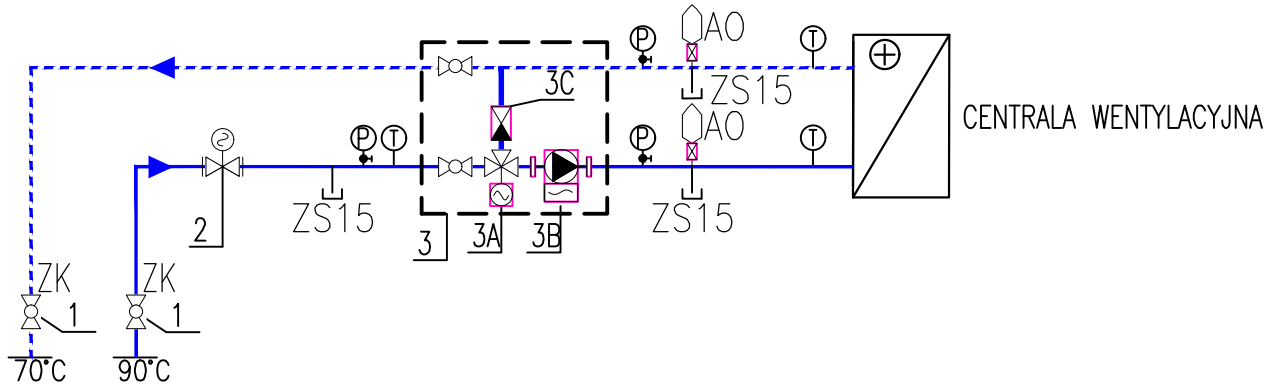 AO
P
T
3C
ZS15
CENTRALA WENTYLACYJNA
AO
P
T
P
T
2
ZS15
ZS15
3
3A
3B
ZK
ZK
1
1
70°C
90°C